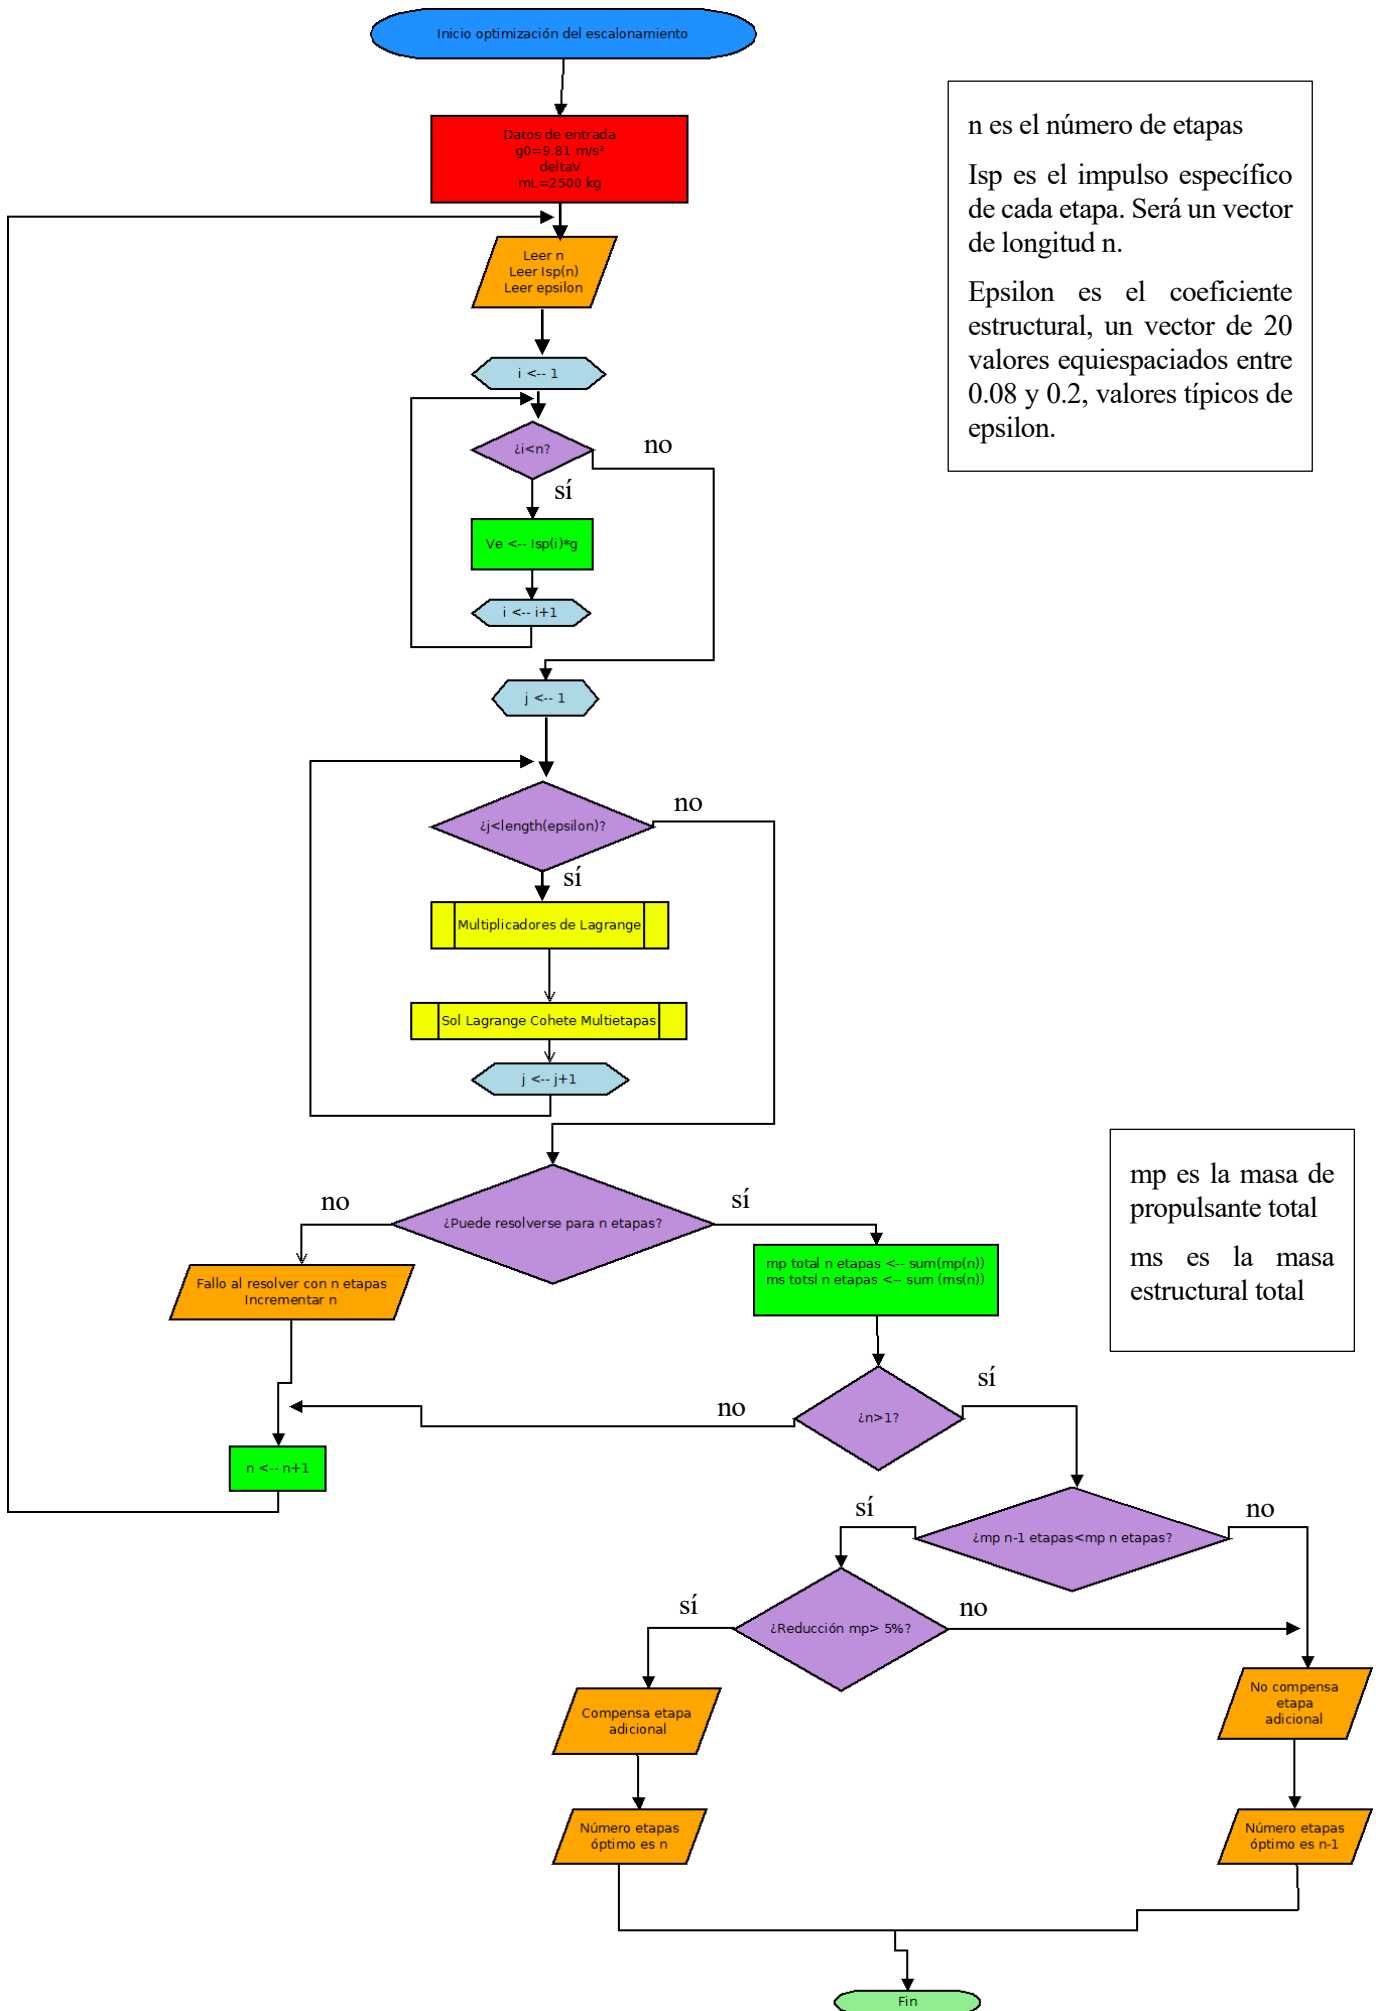 Inicio optimización del escalonamiento
Datos de entrada
g0=9.81 m/s²
deltaV
mL=2500 kg
n es el número de etapas
Isp es el impulso específico
de cada etapa. Será un vector
de longitud n.
Epsilon es el coeficiente
estructural, un vector de 20
valores equiespaciados entre
0.08 y 0.2, valores típicos de
epsilon.
Leer n
Leer Isp(n)
Leer epsilon
i <-- 1
¿i<n?
no
sí
Ve <-- Isp(i)*g
i <-- i+1
j <-- 1
¿j<length(epsilon)?
no
sí
Multiplicadores de Lagrange
Sol Lagrange Cohete Multietapas
j <-- j+1
¿Puede resolverse para n etapas?
no
sí
mp es la masa de
propulsante total
ms es la masa
estructural total
Fallo al resolver con n etapas
Incrementar n
mp total n etapas <-- sum(mp(n))
ms totsl n etapas <-- sum (ms(n))
¿n>1?
no
sí
n <-- n+1
¿mp n-1 etapas<mp n etapas?
sí
no
¿Reducción mp> 5%?
sí
no
Compensa etapa
adicional
No compensa
etapa
adicional
Número etapas
óptimo es n
Número etapas
óptimo es n-1
Fin